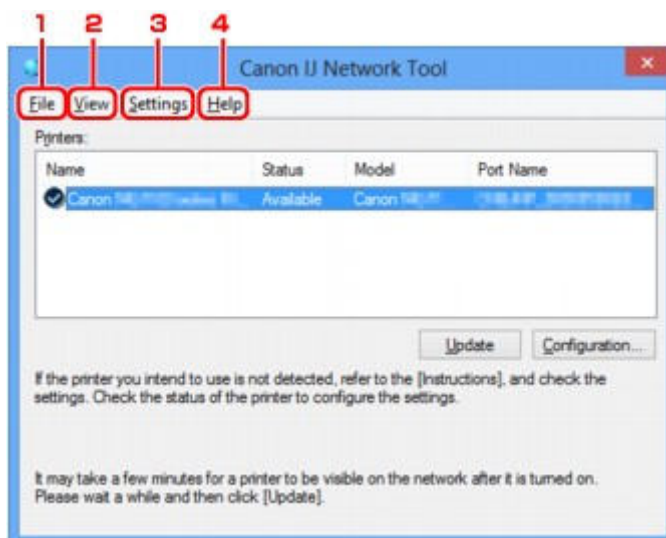 1 2 3 4
Canon IJ Network Tool
File View Settings Help
Printers:
Name Status Model Port Name
Canon Available Canon
Update Configuration...
If the printer you intend to use is not detected, refer to the [Instructions], and check the
settings. Check the status of the printer to configure the settings.
It may take a few minutes for a printer to be visible on the network after it is turned on.
Please wait a while and then click [Update].